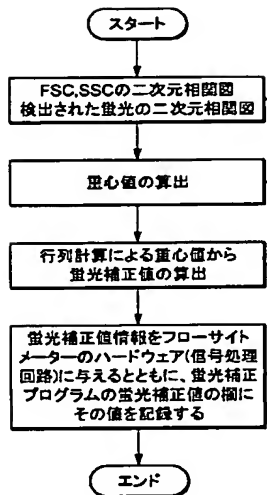 スタート
FSC,SSCの二次元相関図
検出された蛍光の二次元相関図
重心値の算出
行列計算による重心値から
蛍光補正値の算出
蛍光補正値情報をフローサイト
メーターのハードウェア(信号処理
回路)に与えるとともに、蛍光補正
プログラムの蛍光補正値の欄に
その値を記録する
エンド